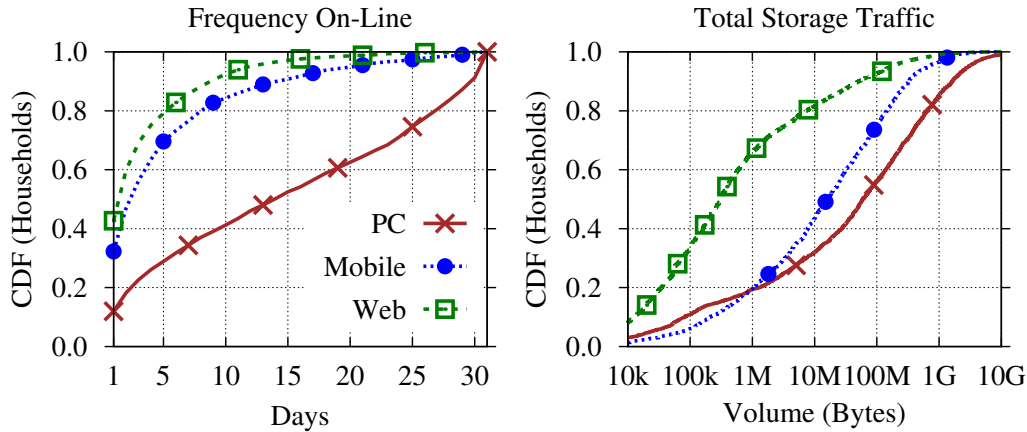 Frequency On-Line
CDF (Households)
1.0
0.8
0.6
0.4
0.2
0.0
PC
Mobile
Web
1 5 10 15 20 25 30
Days
Total Storage Traffic
CDF (Households)
1.0
0.8
0.6
0.4
0.2
0.0
10k 100k 1M 10M 100M 1G 10G
Volume (Bytes)